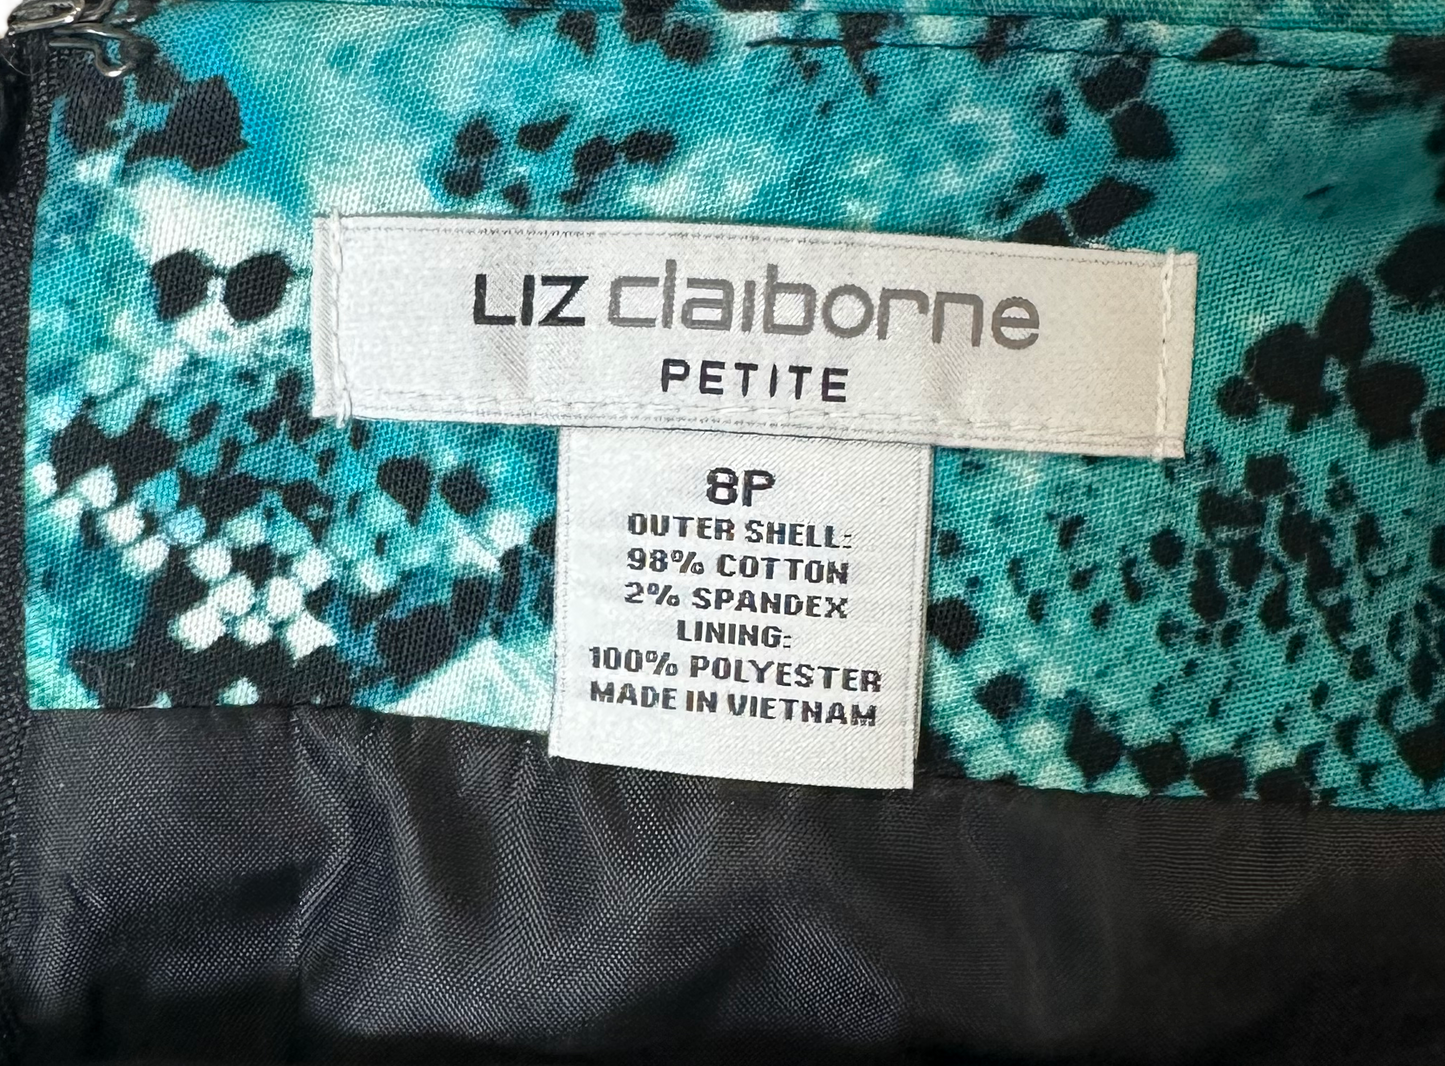 LIZ claiborne
PETITE
8P
OUTER SHELL:
98% COTTON
2% SPANDEX
LINING:
100% POLYESTER
MADE IN VIETNAM